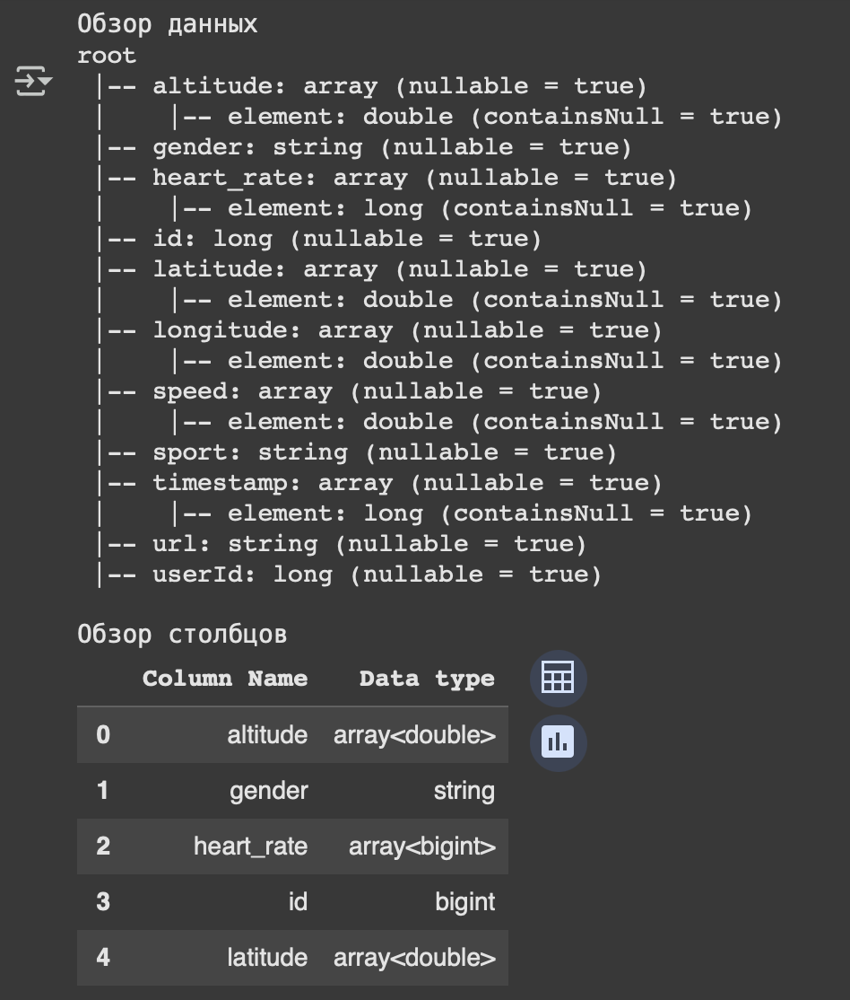 Обзор данных
root
|-- altitude: array (nullable = true)
|    |-- element: double (containsNull = true)
|-- gender: string (nullable = true)
|-- heart_rate: array (nullable = true)
|    |-- element: long (containsNull = true)
|-- id: long (nullable = true)
|-- latitude: array (nullable = true)
|    |-- element: double (containsNull = true)
|-- longitude: array (nullable = true)
|    |-- element: double (containsNull = true)
|-- speed: array (nullable = true)
|    |-- element: double (containsNull = true)
|-- sport: string (nullable = true)
|-- timestamp: array (nullable = true)
|    |-- element: long (containsNull = true)
|-- url: string (nullable = true)
|-- userId: long (nullable = true)
Обзор столбцов
Column Name Data type
0 altitude array<double>
1 gender string
2 heart_rate array<bigint>
3 id bigint
4 latitude array<double>